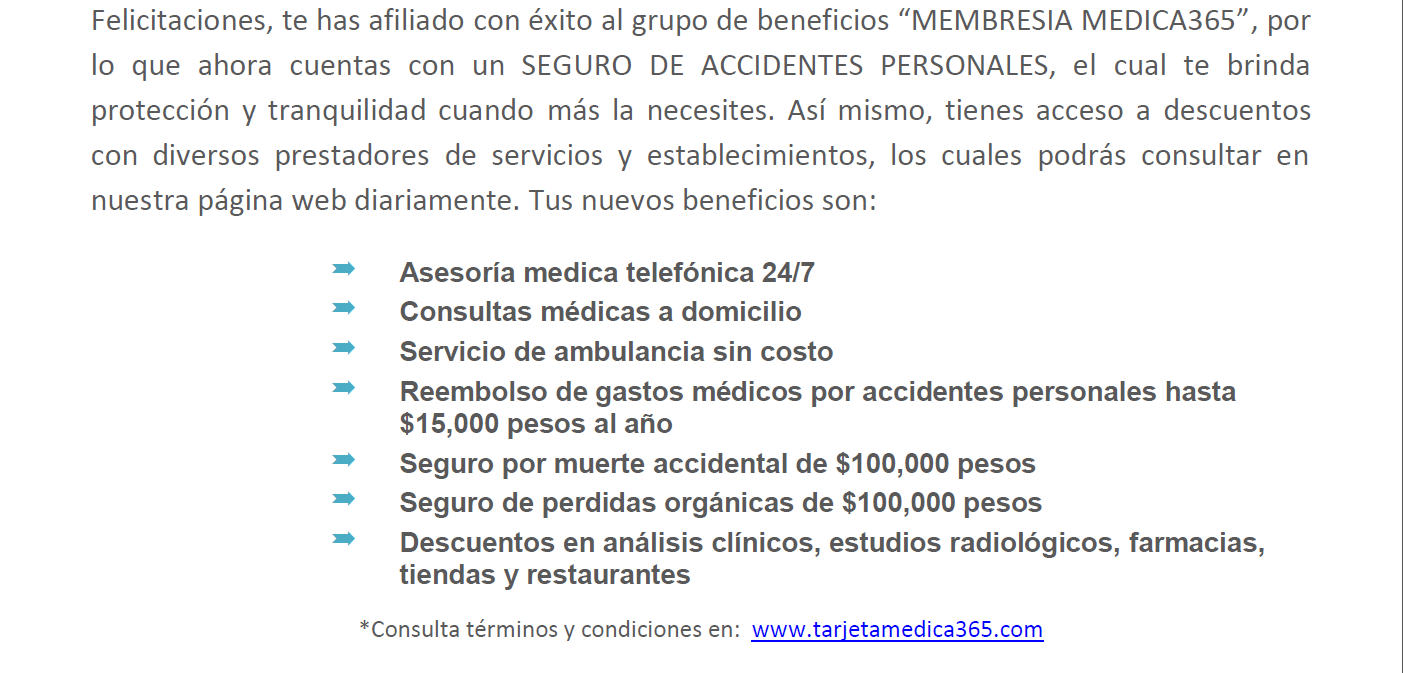 Felicitaciones, te has afiliado con éxito al grupo de beneficios “MEMBRESIA MEDICA365”, por
lo que ahora cuentas con un SEGURO DE ACCIDENTES PERSONALES, el cual te brinda
protección y tranquilidad cuando más la necesites. Así mismo, tienes acceso a descuentos
con diversos prestadores de servicios y establecimientos, los cuales podrás consultar en
nuestra página web diariamente. Tus nuevos beneficios son:
Asesoría medica telefónica 24/7
Consultas médicas a domicilio
Servicio de ambulancia sin costo
Reembolso de gastos médicos por accidentes personales hasta
$15,000 pesos al año
Seguro por muerte accidental de $100,000 pesos
Seguro de perdidas orgánicas de $100,000 pesos
Descuentos en análisis clínicos, estudios radiológicos, farmacias,
tiendas y restaurantes
*Consulta términos y condiciones en: www.tarjetamedica365.com